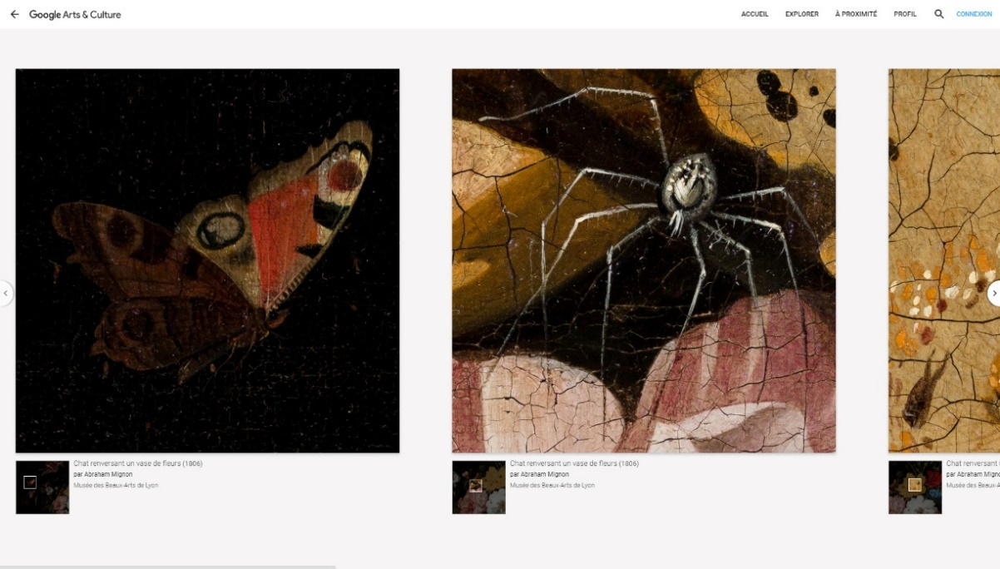 Google Arts & Culture
ACCUEIL EXPLORER À PROXIMITÉ PROFIL CONNEXION
Chat renversant un vase de fleurs (1806)
par Abraham Mignon
Musée des Beaux-Arts de Lyon
Chat renversant un vase de fleurs (1806)
par Abraham Mignon
Musée des Beaux-Arts de Lyon
Chat renversant
par Abraham
Musée des